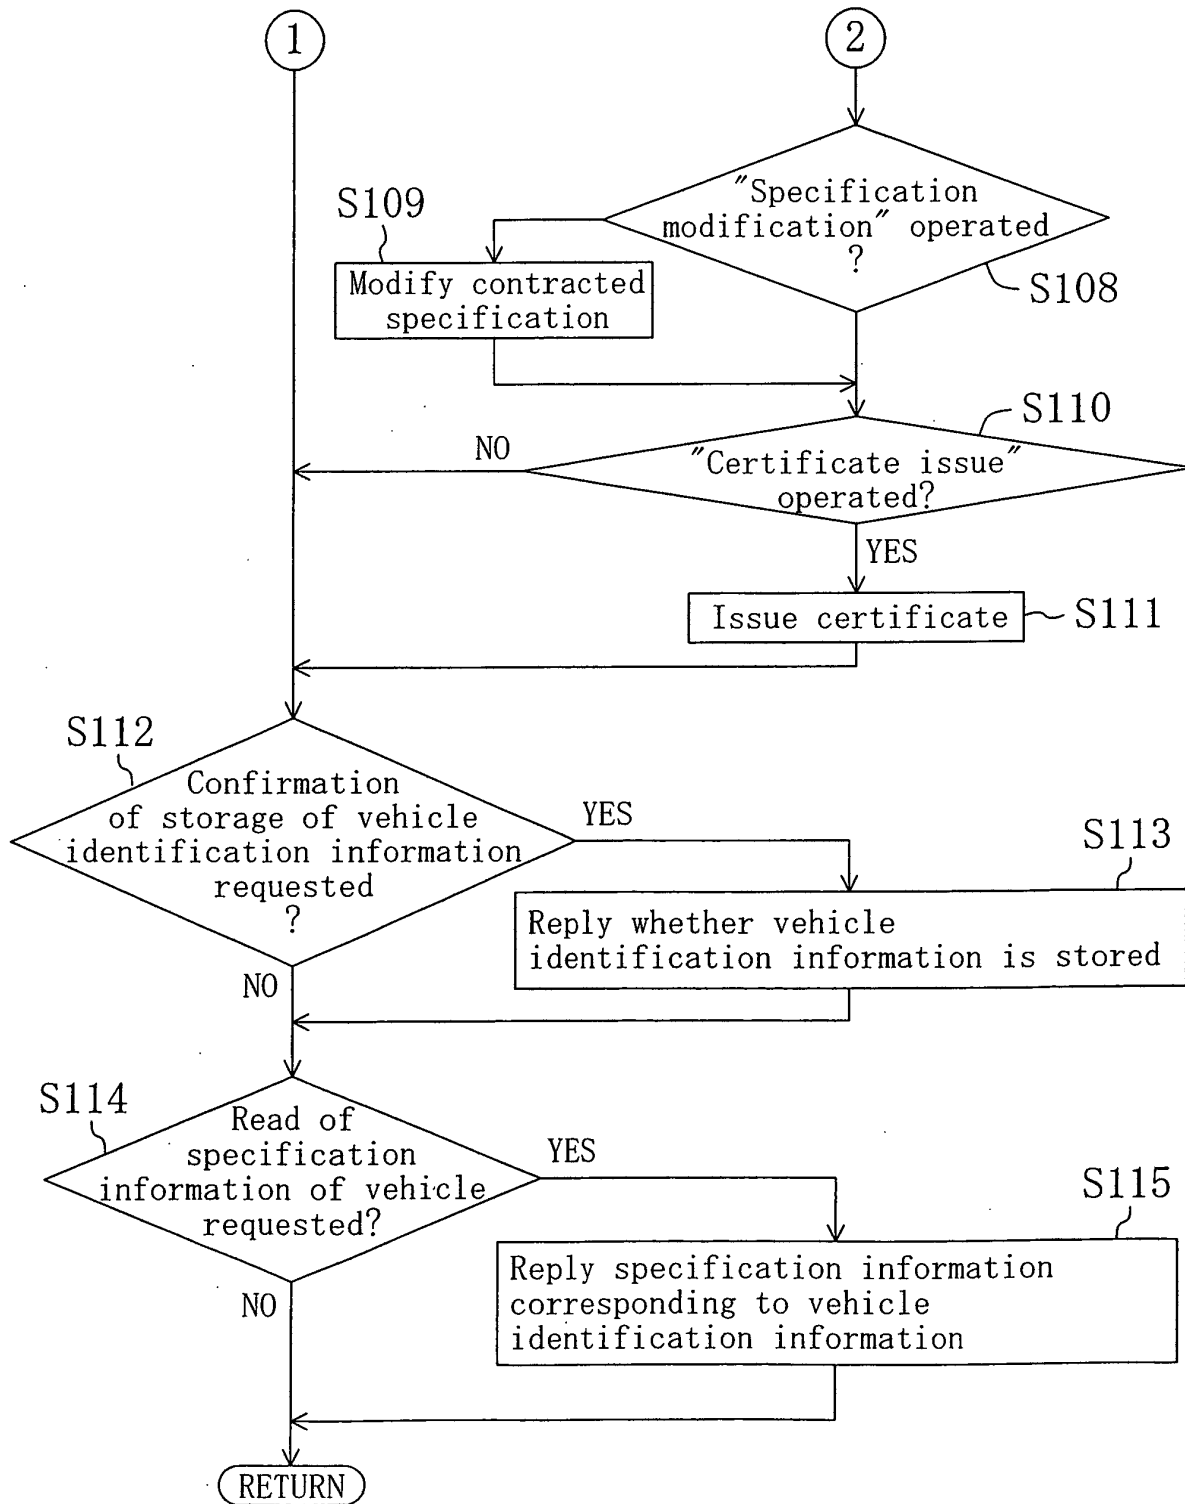 1
2
"Specification
modification" operated
?
S108
S109
Modify contracted
specification
S110
"Certificate issue"
operated?
NO
YES
Issue certificate
S111
S112
Confirmation
of storage of vehicle
identification information
requested
?
YES
NO
S113
Reply whether vehicle
identification information is stored
S114
Read of
specification
information of vehicle
requested?
YES
NO
S115
Reply specification information
corresponding to vehicle
identification information
RETURN